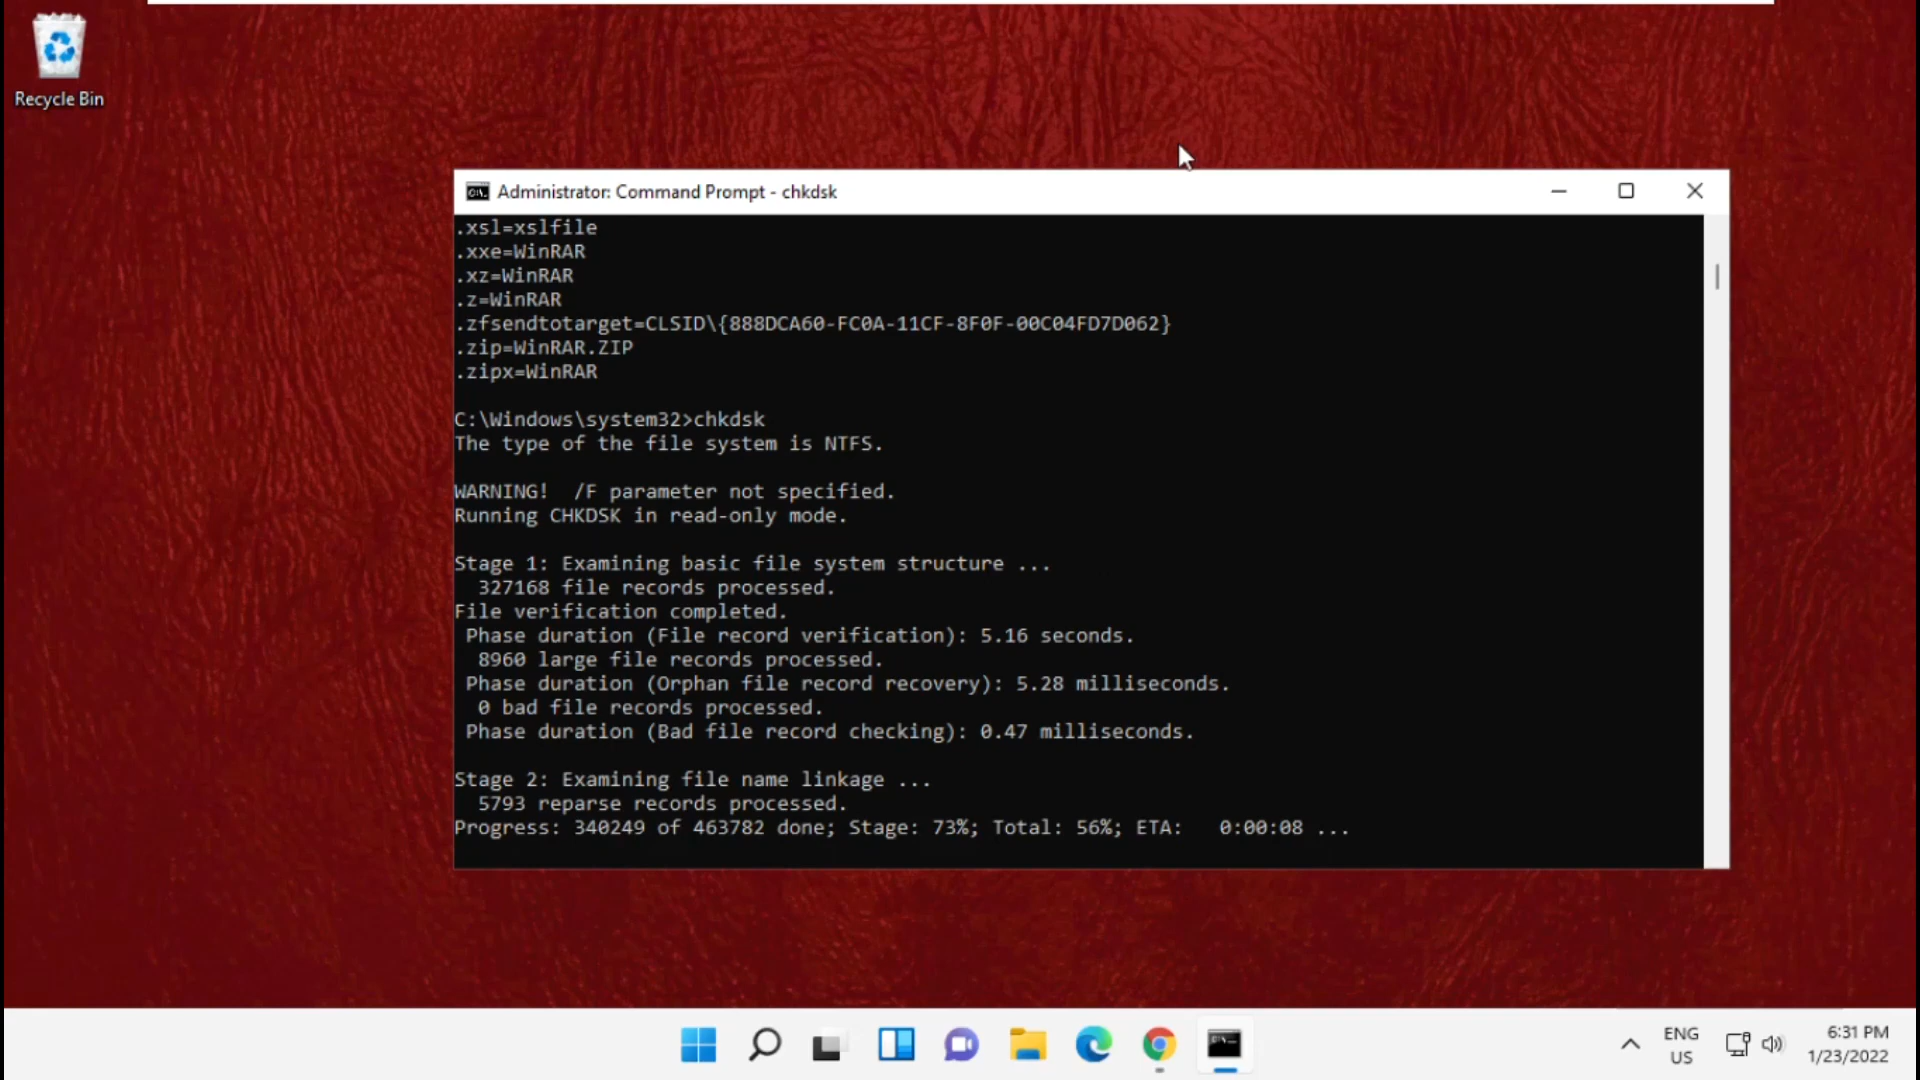 Recycle Bin
Administrator: Command Prompt - chkdsk
.xsl=xslfile
.xxe=WinRAR
.xz=WinRAR
.z=WinRAR
.zfsendtotarget=CLSID\{888DCA60-FC0A-11CF-8F0F-00C04FD7D062}
.zip=WinRAR.ZIP
.zipx=WinRAR
C:\Windows\system32>chkdsk
The type of the file system is NTFS.
WARNING!  /F parameter not specified.
Running CHKDSK in read-only mode.
Stage 1: Examining basic file system structure ...
  327168 file records processed.
File verification completed.
 Phase duration (File record verification): 5.16 seconds.
  8960 large file records processed.
 Phase duration (Orphan file record recovery): 5.28 milliseconds.
  0 bad file records processed.
 Phase duration (Bad file record checking): 0.47 milliseconds.
Stage 2: Examining file name linkage ...
  5793 reparse records processed.
Progress: 340249 of 463782 done; Stage: 73%; Total: 56%; ETA:   0:00:08 ...
ENG
US
6:31 PM
1/23/2022